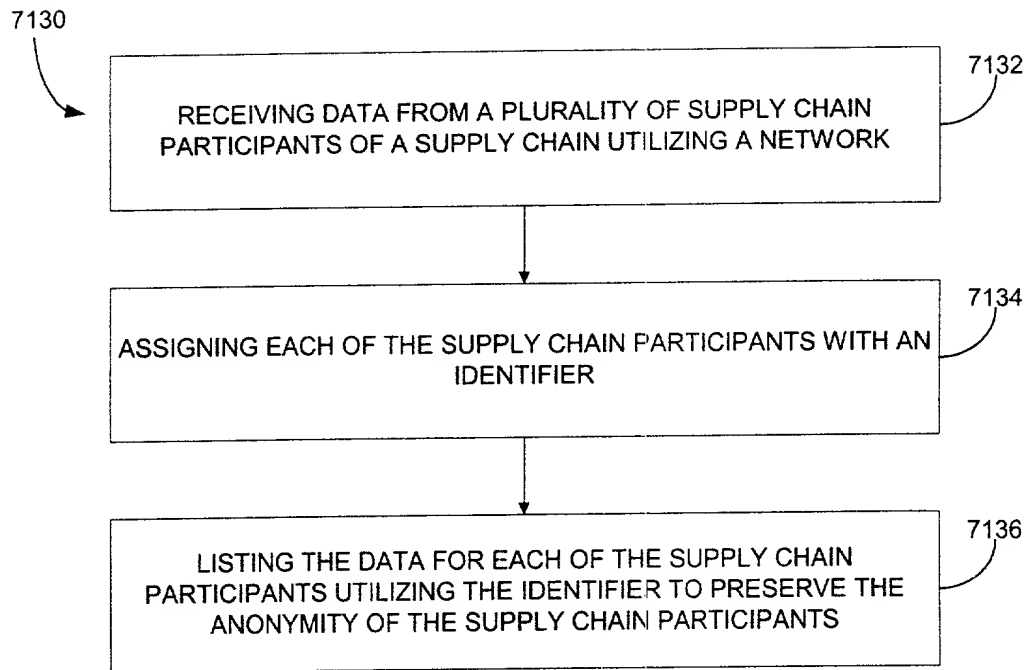 7130
7132
RECEIVING DATA FROM A PLURALITY OF SUPPLY CHAIN
PARTICIPANTS OF A SUPPLY CHAIN UTILIZING A NETWORK
7134
ASSIGNING EACH OF THE SUPPLY CHAIN PARTICIPANTS WITH AN
IDENTIFIER
7136
LISTING THE DATA FOR EACH OF THE SUPPLY CHAIN
PARTICIPANTS UTILIZING THE IDENTIFIER TO PRESERVE THE
ANONYMITY OF THE SUPPLY CHAIN PARTICIPANTS